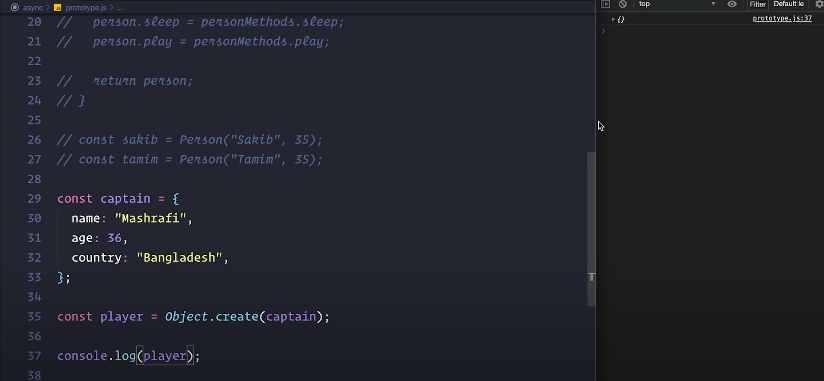 async > JS prototype.js > ...
20 //   person.sleep = personMethods.sleep;
21 //   person.play = personMethods.play;
22
23 //   return person;
24 // }
25
26 // const sakib = Person("Sakib", 35);
27 // const tamim = Person("Tamim", 35);
28
29 const captain = {
30   name: "Mashrafi",
31   age: 36,
32   country: "Bangladesh",
33 };
34
35 const player = Object.create(captain);
36
37 console.log(player);
38
top Filter Default le
{} prototype.js:37